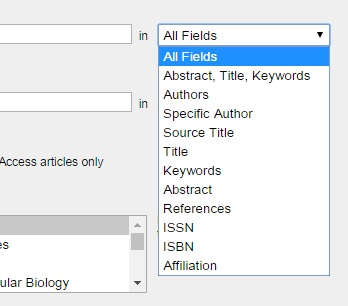 in All Fields
All Fields
Abstract, Title, Keywords
Authors
in Specific Author
Source Title
Title
Access articles only Keywords
Abstract
References
ISSN
es ISBN
Affiliation
ular Biology